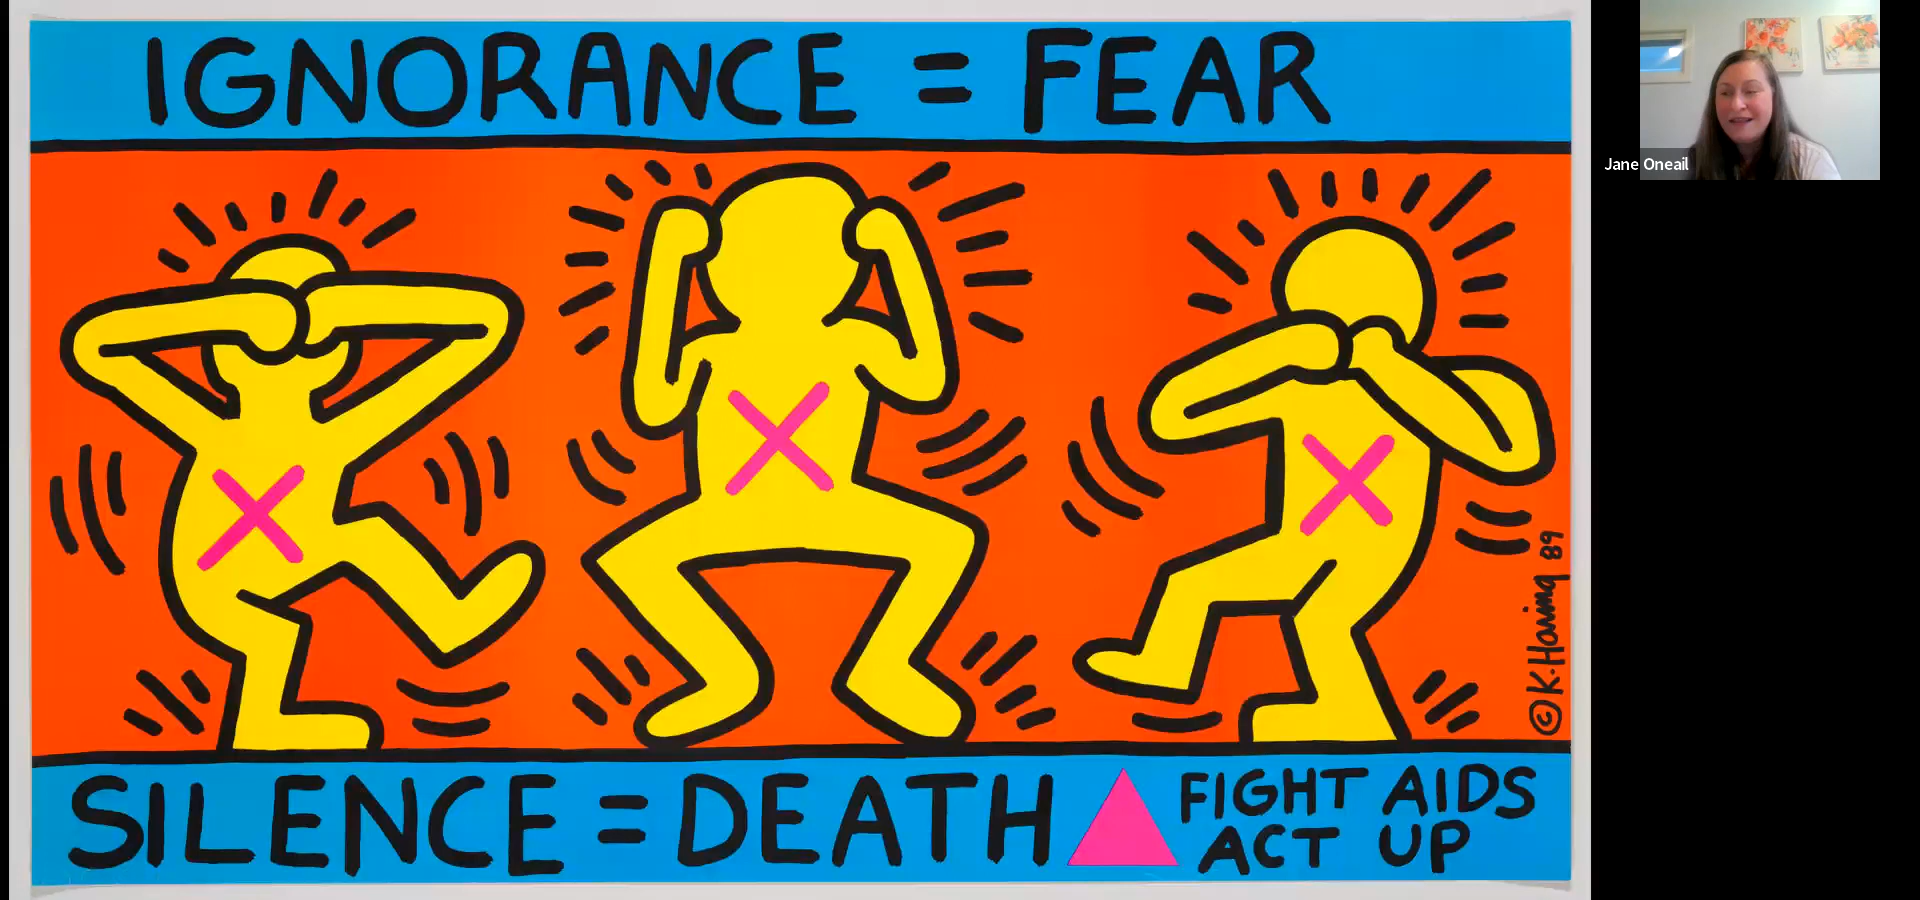 IGNORANCE = FEAR
Jane Oneail
© K. Haring 89
SILENCE = DEATH
FIGHT AIDS
ACT UP